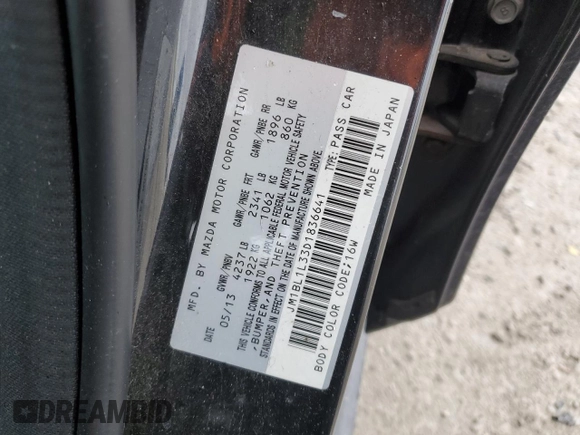 MFD. BY MAZDA MOTOR CORPORATION
DATE GVWR/PNBV GAWR/PNBE FRT GAWR/PNBE RR
05/13 4237 LB 2341 LB 1896 LB
1922 KG 1062 KG 860 KG
THIS VEHICLE CONFORMS TO ALL APPLICABLE FEDERAL MOTOR VEHICLE SAFETY
, BUMPER, AND THEFT PREVENTION
STANDARDS IN EFFECT ON THE DATE OF MANUFACTURE SHOWN ABOVE.
JM1BL1L33D1836641 TYPE: PASS CAR
BODY COLOR CODE; 16W MADE IN JAPAN
DREAMBID